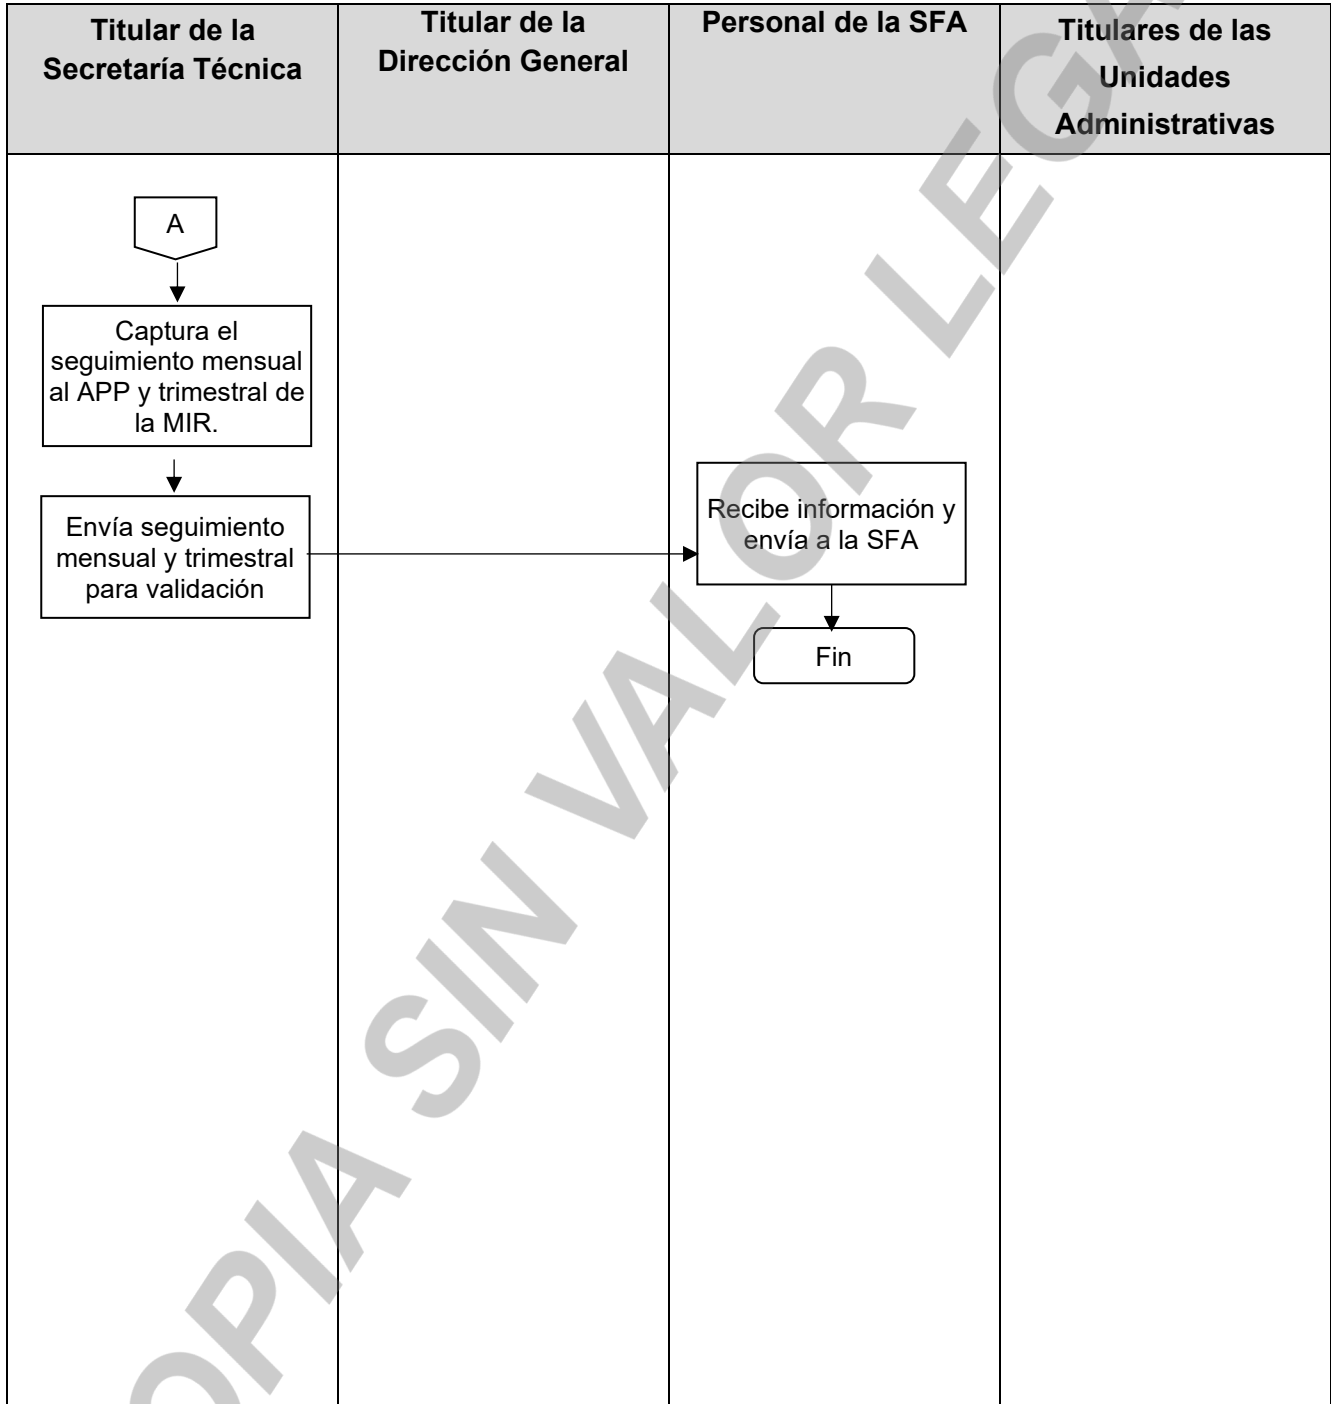 Titular de la
Secretaría Técnica
Titular de la
Dirección General
Personal de la SFA
Titulares de las
Unidades
Administrativas
A
Captura el
seguimiento mensual
al APP y trimestral de
la MIR.
Envía seguimiento
mensual y trimestral
para validación
Recibe información y
envía a la SFA
Fin
OPIA SIN VALOR LEGA